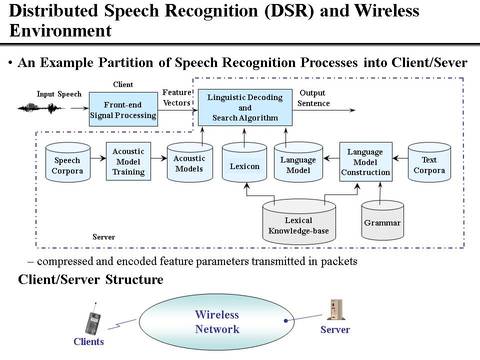 Distributed Speech Recognition (DSR) and Wireless
Environment
• An Example Partition of Speech Recognition Processes into Client/Sever
Client
Input Speech
Front-end
Signal Processing
Feature
Vectors
Linguistic Decoding
and
Search Algorithm
Output
Sentence
Speech
Corpora
Acoustic
Model
Training
Acoustic
Models
Lexicon
Language
Model
Language
Model
Construction
Text
Corpora
Lexical
Knowledge-base
Grammar
Server
– compressed and encoded feature parameters transmitted in packets
Client/Server Structure
Wireless
Network
Clients
Server